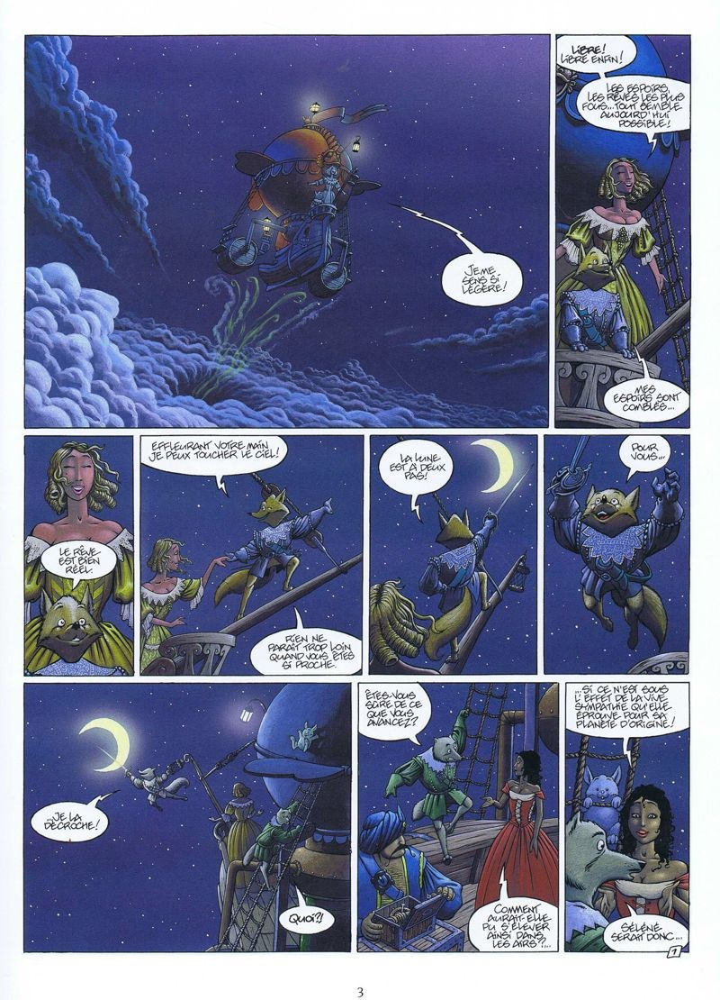 JE ME
SENS SI
LÉGÈRE!
LIBRE!
LIBRE ENFIN!
LES ESPOIRS,
LES RÊVES LES PLUS
FOUS... TOUT SEMBLE
AUJOURD'HUI
POSSIBLE!
MES
ESPOIRS SONT
COMBLÉS...
LE RÊVE
EST BIEN
RÉEL.
EFFLEURANT VOTRE MAIN
JE PEUX TOUCHER LE CIEL!
RIEN NE
PARAÎT TROP LOIN
QUAND VOUS ÊTES
SI PROCHE.
LA LUNE
EST À DEUX
PAS!
POUR
VOUS...
...JE LA
DÉCROCHE!
QUOI?!
ÊTES-VOUS
SÛRE DE CE
QUE VOUS
AVANCEZ?
COMMENT
AURAIT-ELLE
PU S'ÉLEVER
AINSI DANS
LES AIRS?...
...SI CE N'EST SOUS
L'EFFET DE LA VIVE
SYMPATHIE QU'ELLE
ÉPROUVE POUR SA
PLANÈTE D'ORIGINE!
SÉLÉNÉ
SERAIT DONC...
1
3